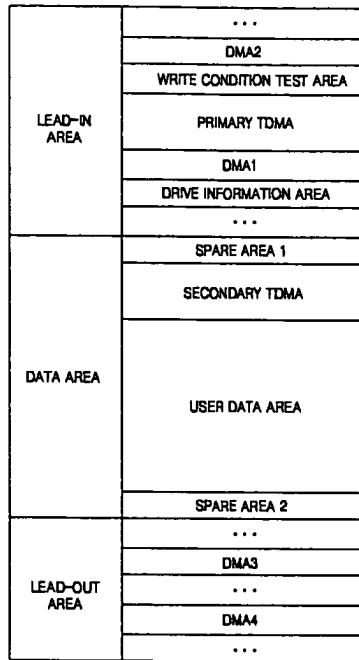 LEAD-IN
AREA
...
DMA2
WRITE CONDITION TEST AREA
PRIMARY TDMA
DMA1
DRIVE INFORMATION AREA
...
DATA AREA
SPARE AREA 1
SECONDARY TDMA
USER DATA AREA
SPARE AREA 2
LEAD-OUT
AREA
...
DMA3
...
DMA4
...